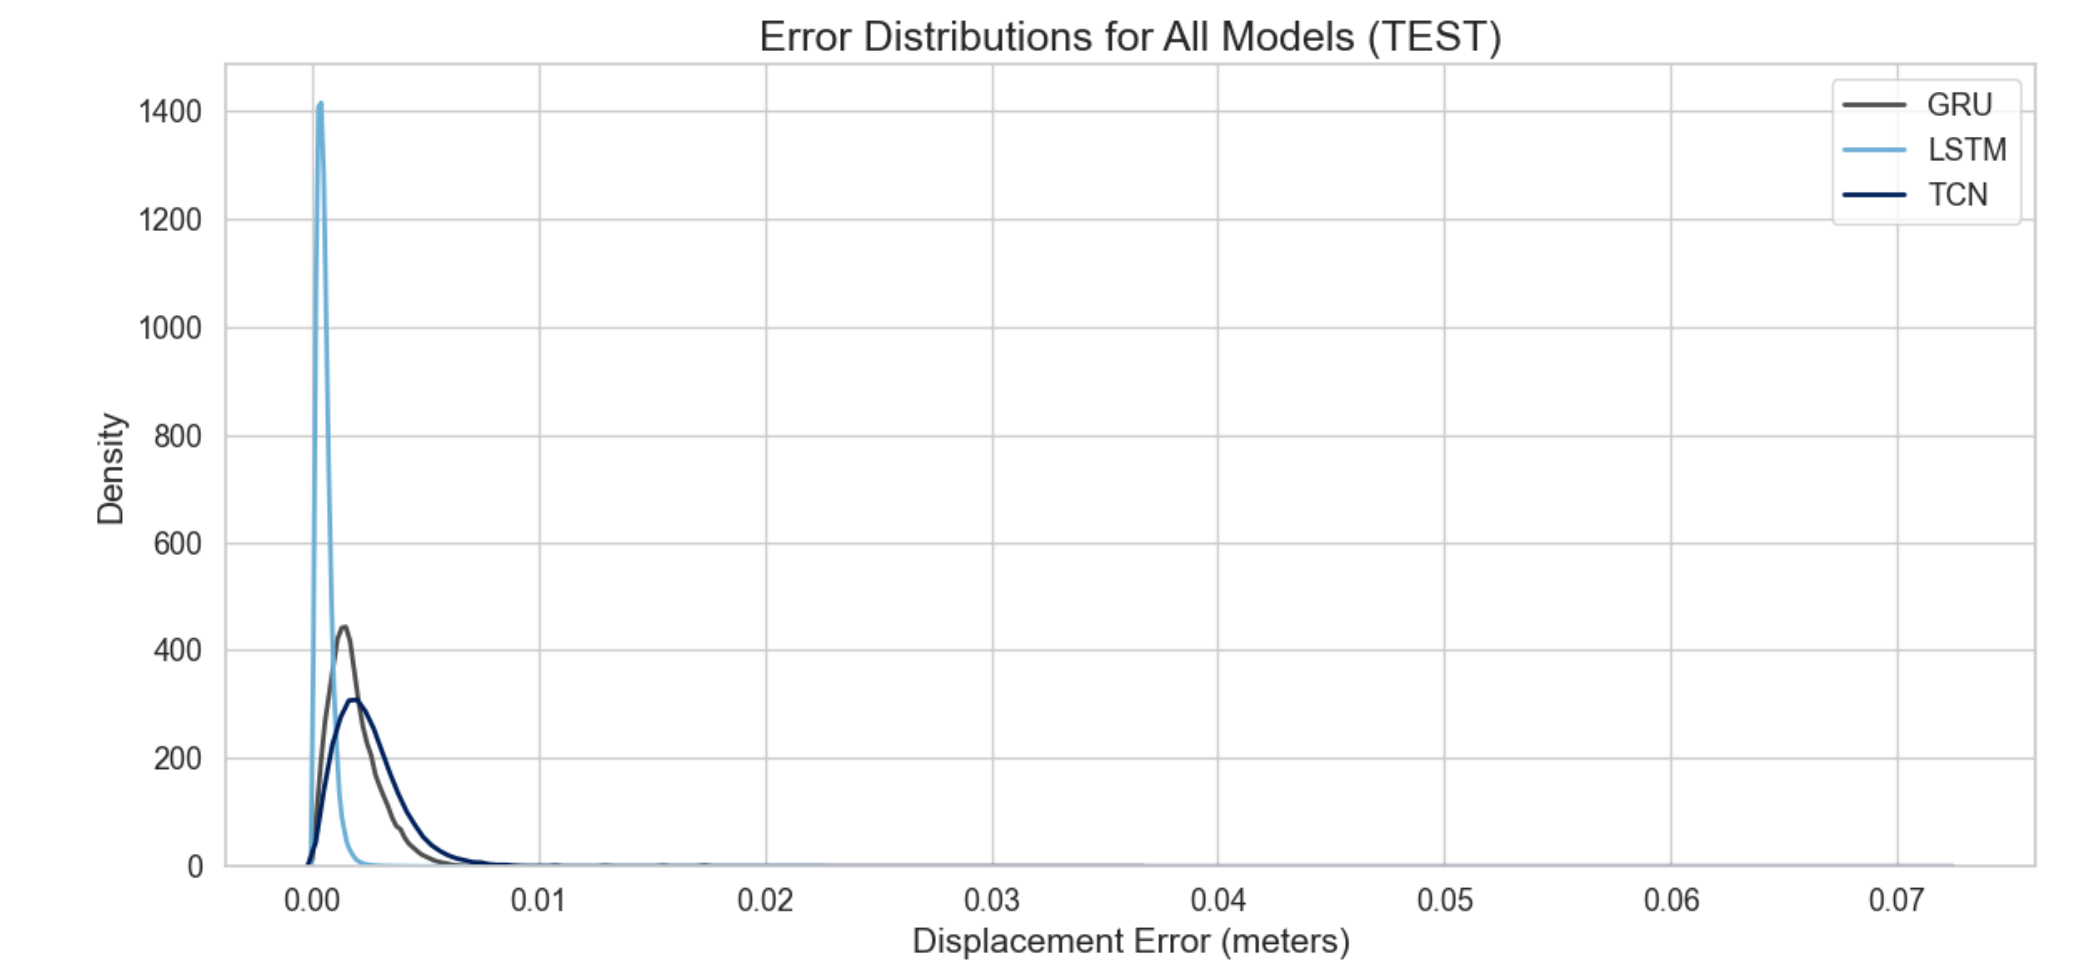 Error Distributions for All Models (TEST)
GRU
LSTM
TCN
1400
1200
1000
800
600
400
200
0
Density
0.00 0.01 0.02 0.03 0.04 0.05 0.06 0.07
Displacement Error (meters)